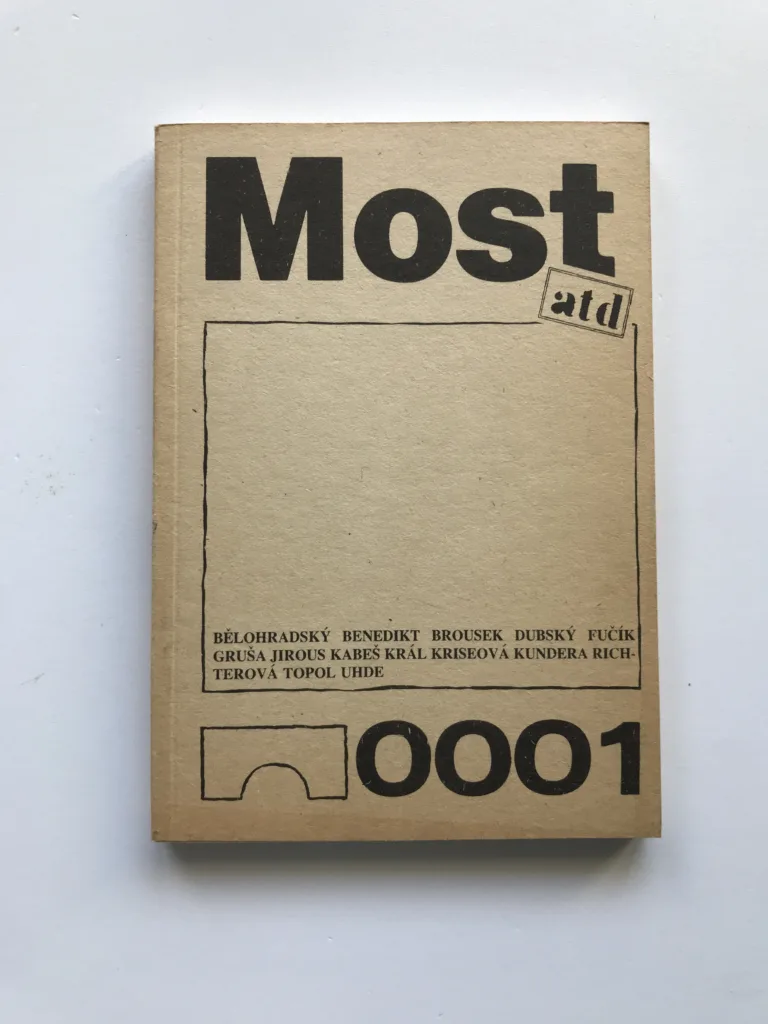 Most
atd
BĚLOHRADSKÝ BENEDIKT BROUSEK DUBSKÝ FUČÍK
GRUŠA JIROUS KABEŠ KRÁL KRISEOVÁ KUNDERA RICH-
TEROVÁ TOPOL UHDE
0001